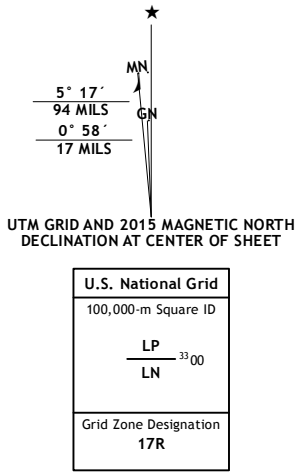 ★
MN
GN
5° 17´
94 MILS
0° 58´
17 MILS
UTM GRID AND 2015 MAGNETIC NORTH
DECLINATION AT CENTER OF SHEET
U.S. National Grid
100,000-m Square ID
LP
³³00
LN
Grid Zone Designation
17R